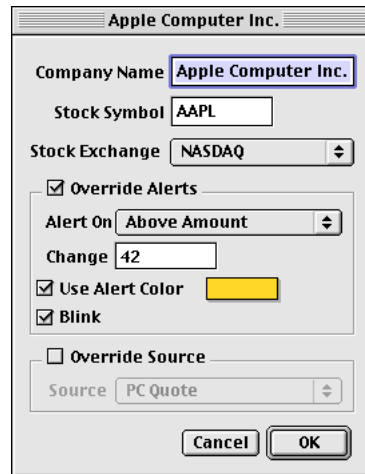 Apple Computer Inc.
Company Name Apple Computer Inc.
Stock Symbol AAPL
Stock Exchange NASDAQ
Override Alerts
Alert On Above Amount
Change 42
Use Alert Color
Blink
Override Source
Source PC Quote
Cancel OK